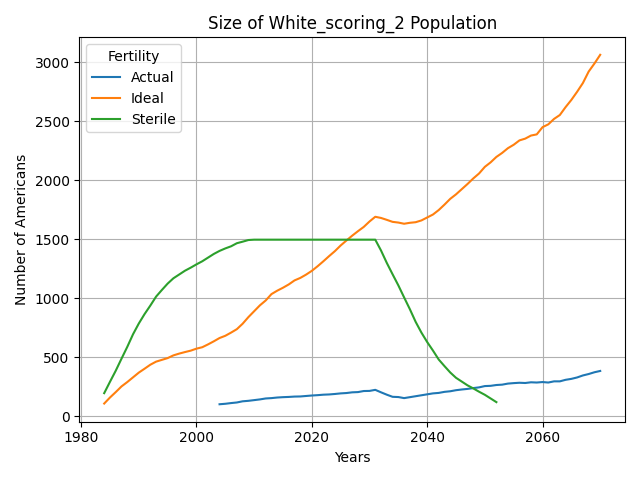 Size of White_scoring_2 Population
Fertility
Actual
Ideal
Sterile
Number of Americans
3000
2500
2000
1500
1000
500
0
1980
2000
2020
2040
2060
Years